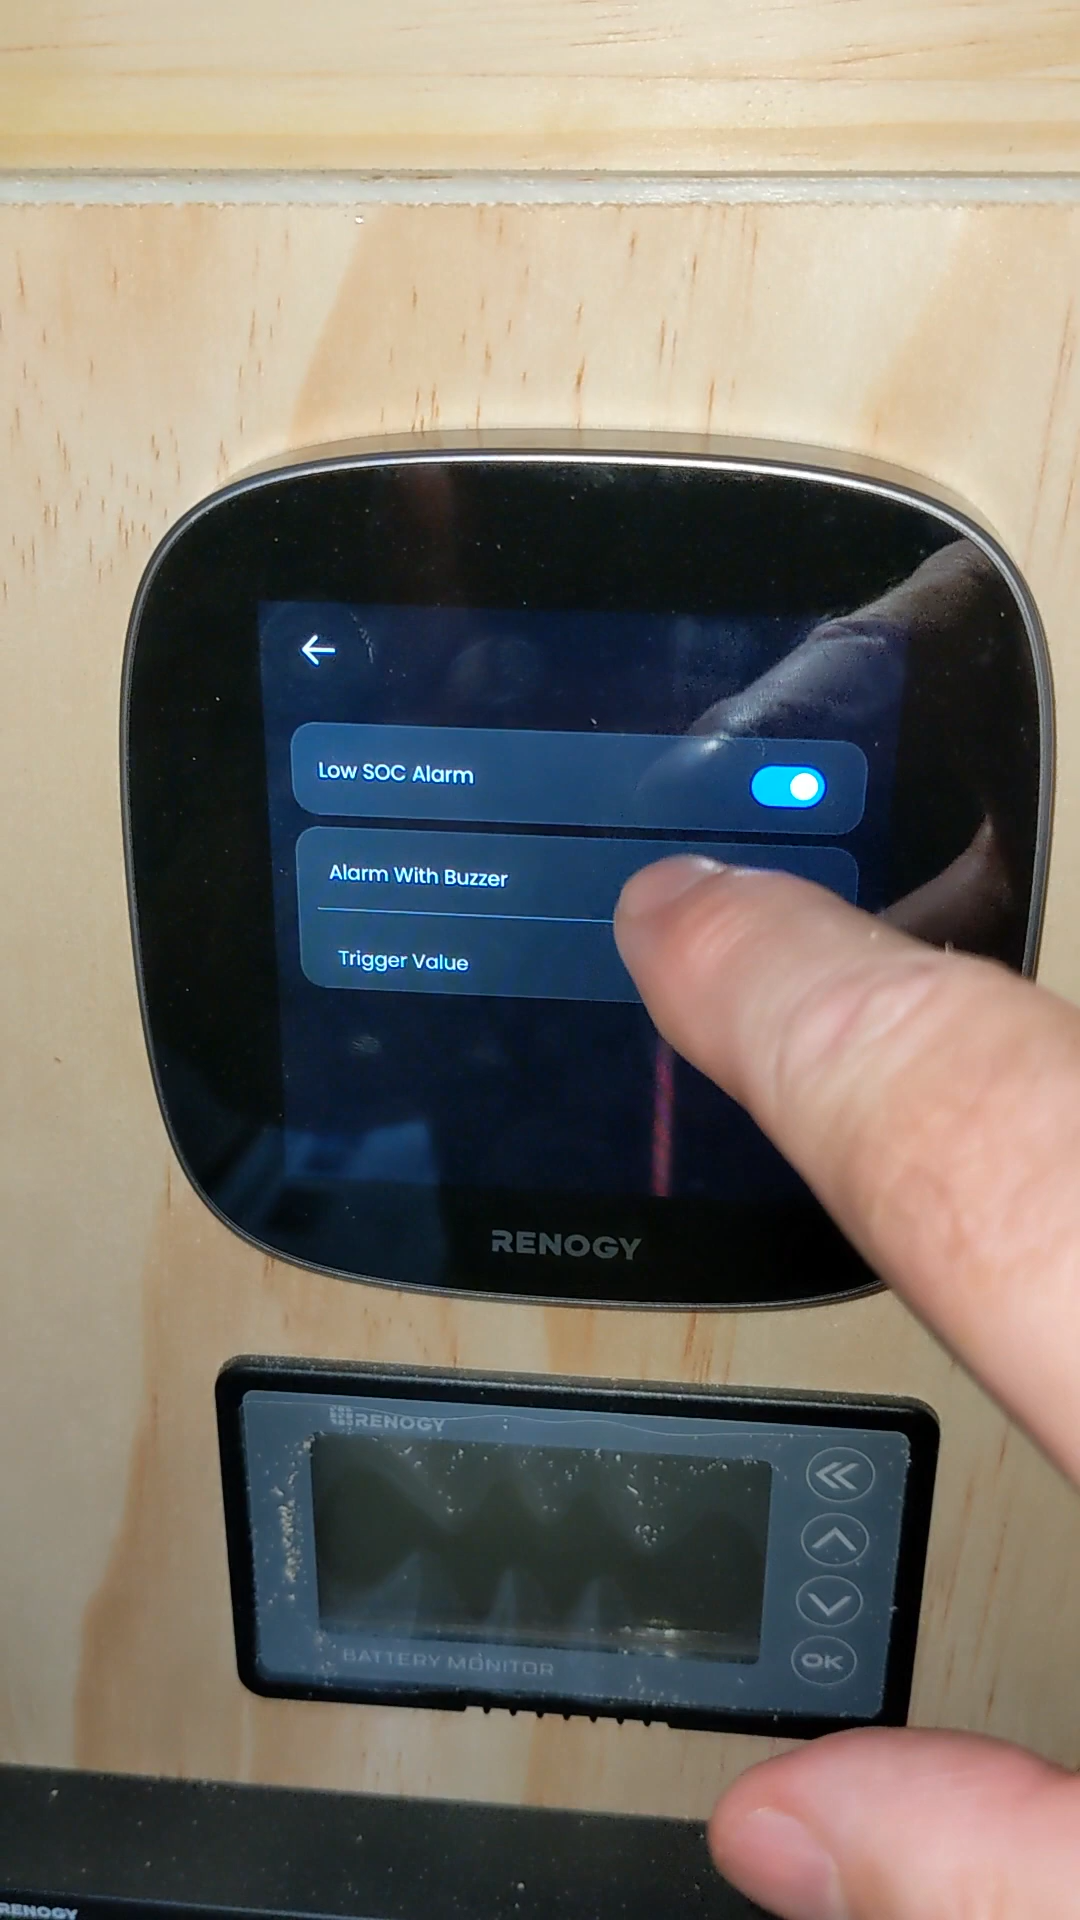 Low SOC Alarm
Alarm With Buzzer
Trigger Value
RENOGY
RENOGY
BATTERY MONITOR
OK
RENOGY